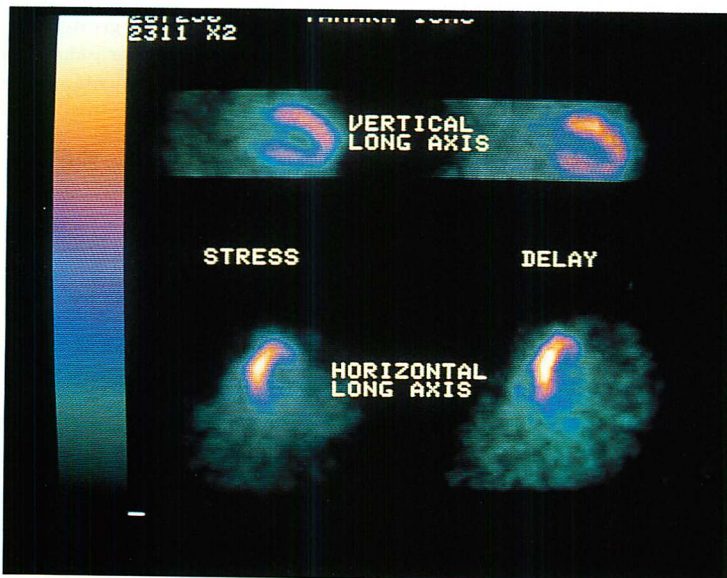 2311 X2
VERTICAL
LONG AXIS
STRESS
DELAY
HORIZONTAL
LONG AXIS